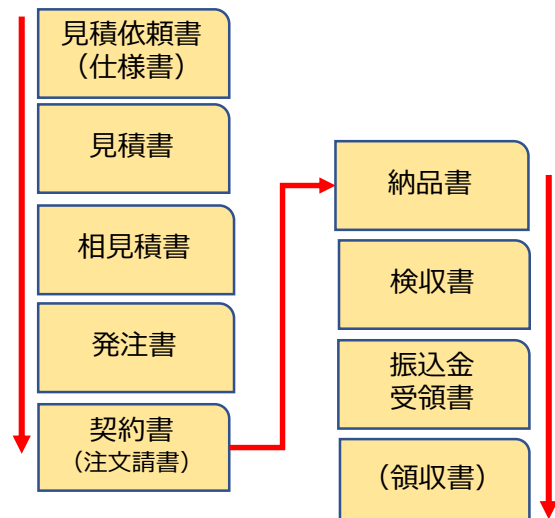 見積依頼書
（仕様書）
見積書
相見積書
発注書
契約書
（注文請書）
納品書
検収書
振込金
受領書
（領収書）